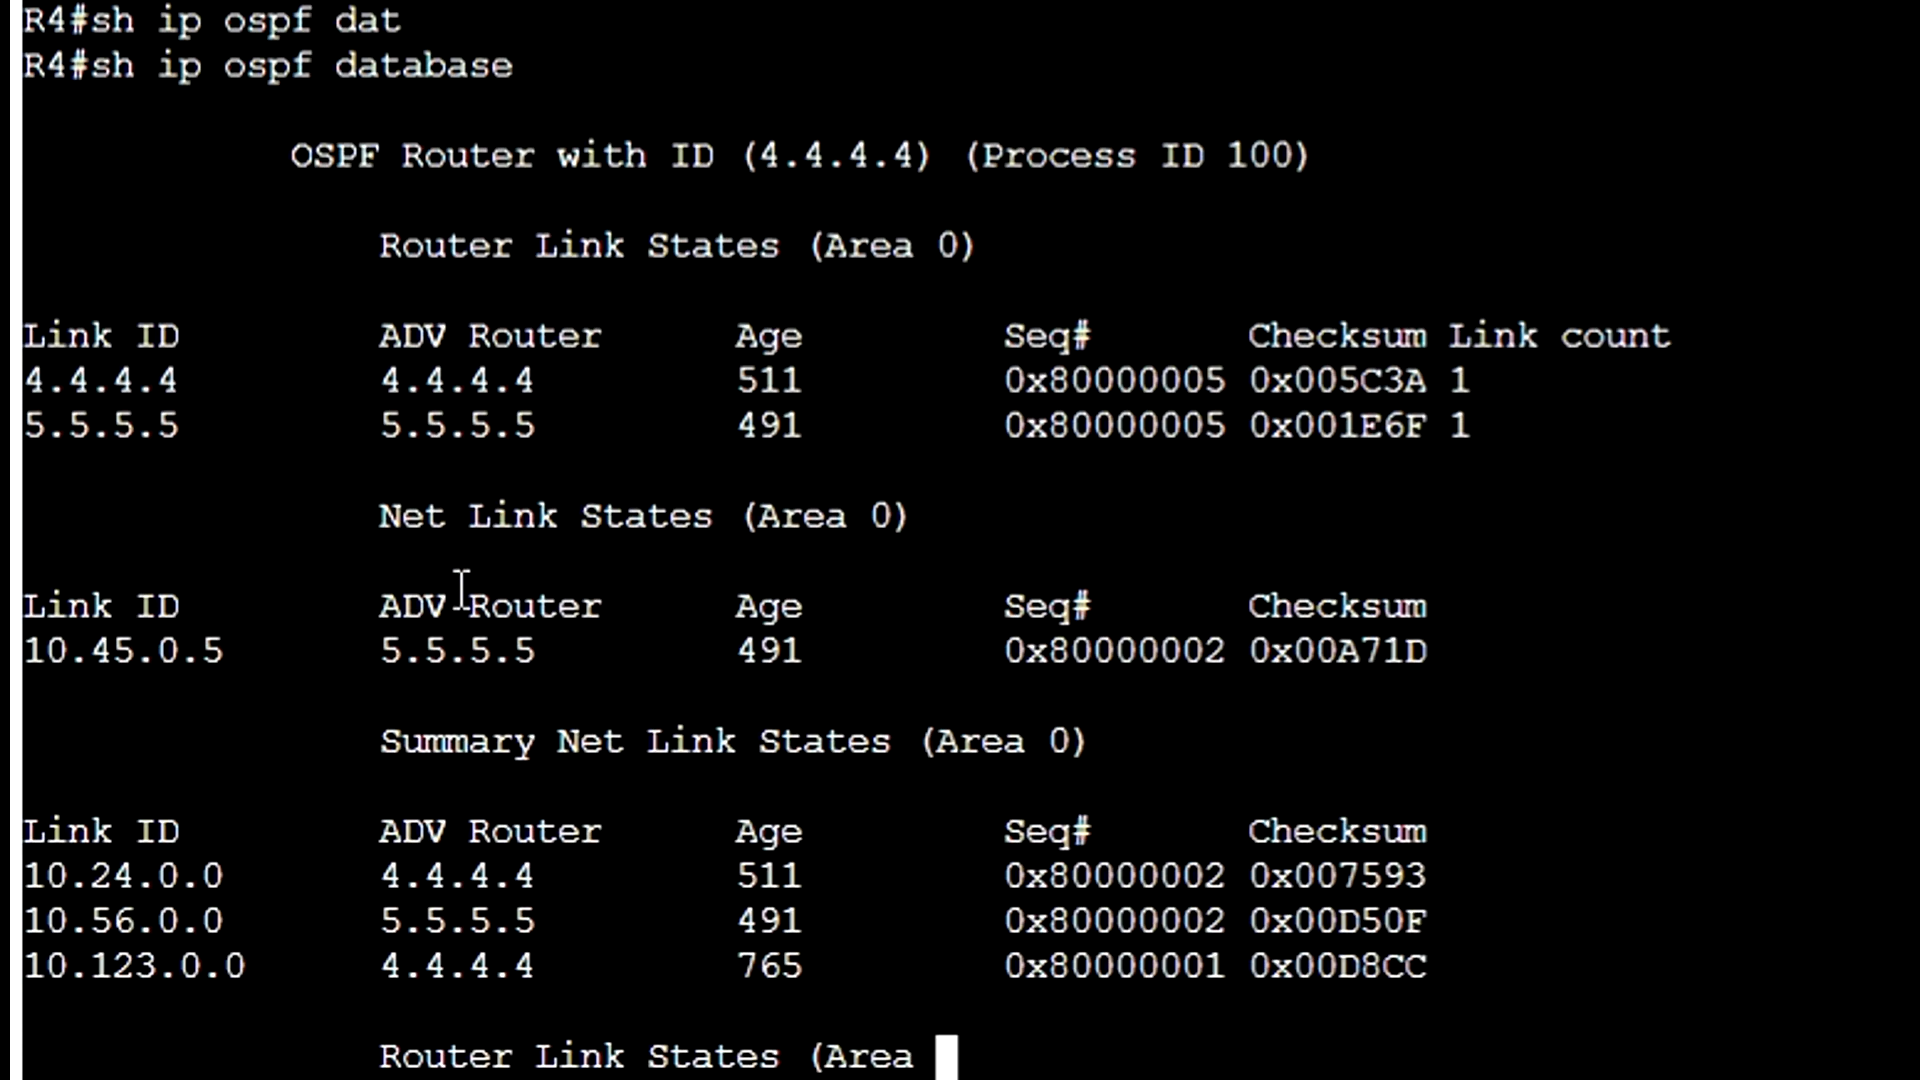 R4#sh ip ospf dat
R4#sh ip ospf database
OSPF Router with ID (4.4.4.4) (Process ID 100)
Router Link States (Area 0)
Link ID ADV Router Age Seq# Checksum Link count
4.4.4.4 4.4.4.4 511 0x80000005 0x005C3A 1
5.5.5.5 5.5.5.5 491 0x80000005 0x001E6F 1
Net Link States (Area 0)
Link ID ADV Router Age Seq# Checksum
10.45.0.5 5.5.5.5 491 0x80000002 0x00A71D
Summary Net Link States (Area 0)
Link ID ADV Router Age Seq# Checksum
10.24.0.0 4.4.4.4 511 0x80000002 0x007593
10.56.0.0 5.5.5.5 491 0x80000002 0x00D50F
10.123.0.0 4.4.4.4 765 0x80000001 0x00D8CC
Router Link States (Area